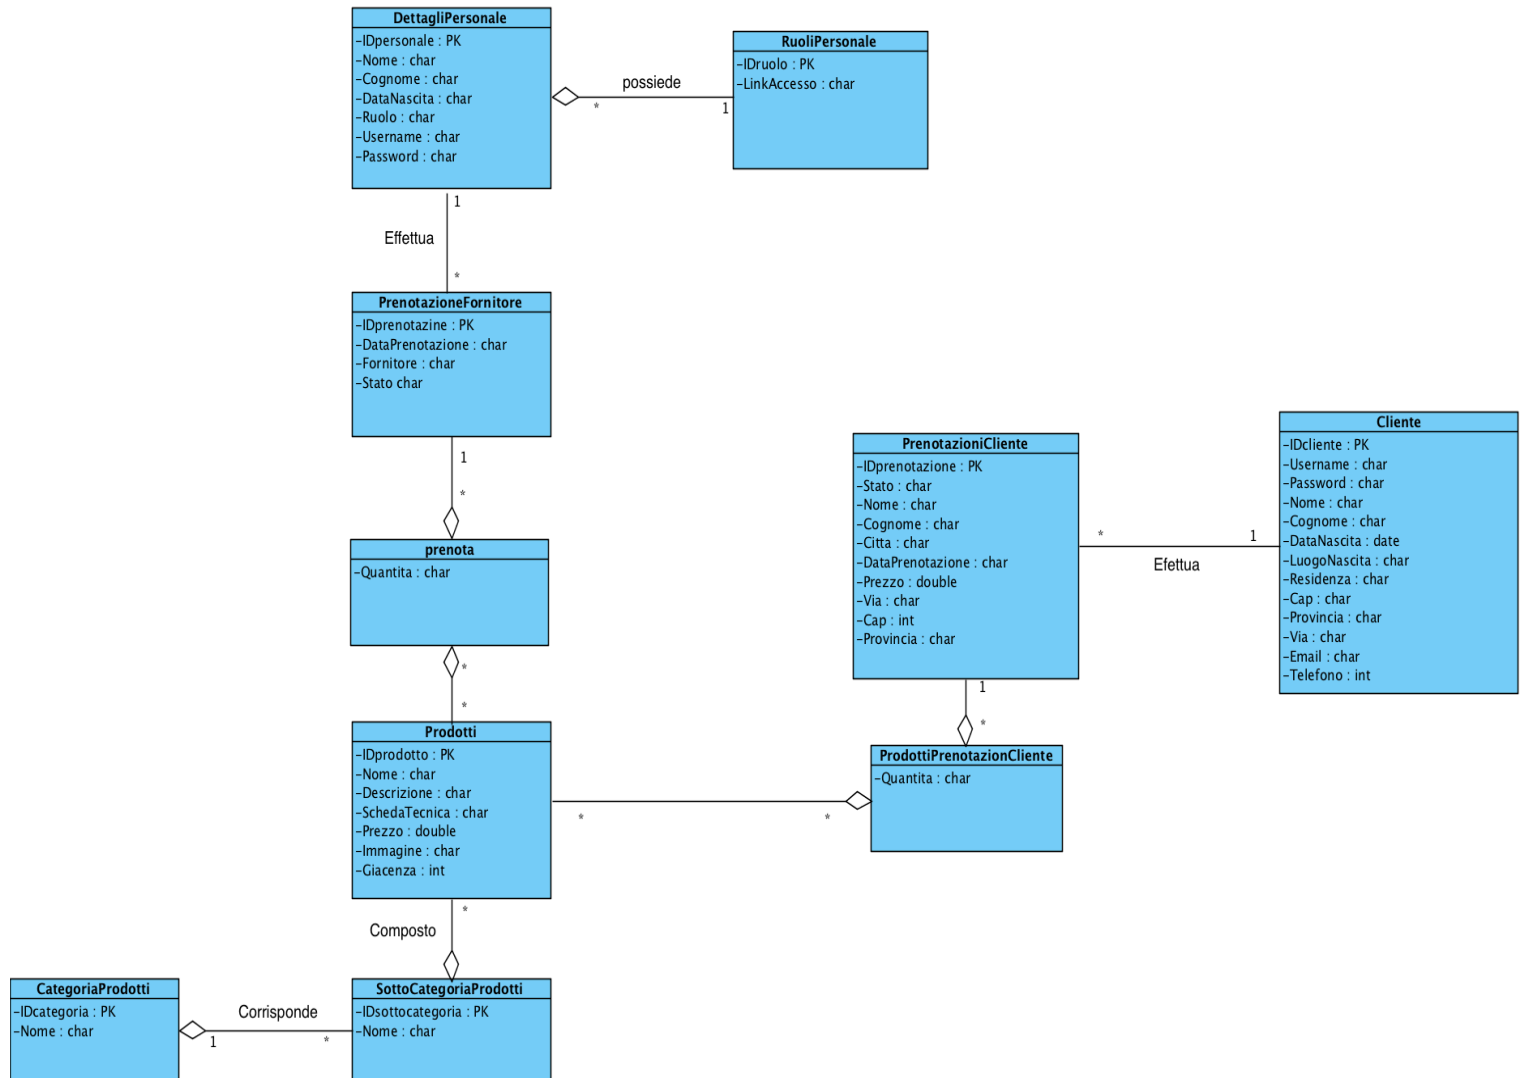 DettagliPersonale
-IDpersonale : PK
-Nome : char
-Cognome : char
-DataNascita : char
-Ruolo : char
-Username : char
-Password : char
possiede
*
1
RuoliPersonale
-IDruolo : PK
-LinkAccesso : char
1
Effettua
*
PrenotazioneFornitore
-IDprenotazine : PK
-DataPrenotazione : char
-Fornitore : char
-Stato char
1
*
prenota
-Quantita : char
*
*
Prodotti
-IDprodotto : PK
-Nome : char
-Descrizione : char
-SchedaTecnica : char
-Prezzo : double
-Immagine : char
-Giacenza : int
PrenotazioniCliente
-IDprenotazione : PK
-Stato : char
-Nome : char
-Cognome : char
-Citta : char
-DataPrenotazione : char
-Prezzo : double
-Via : char
-Cap : int
-Provincia : char
*
1
Efettua
Cliente
-IDcliente : PK
-Username : char
-Password : char
-Nome : char
-Cognome : char
-DataNascita : date
-LuogoNascita : char
-Residenza : char
-Cap : char
-Provincia : char
-Via : char
-Email : char
-Telefono : int
1
*
ProdottiPrenotazionCliente
-Quantita : char
*
*
*
Composto
CategoriaProdotti
-IDcategoria : PK
-Nome : char
Corrisponde
1
*
SottoCategoriaProdotti
-IDsottocategoria : PK
-Nome : char